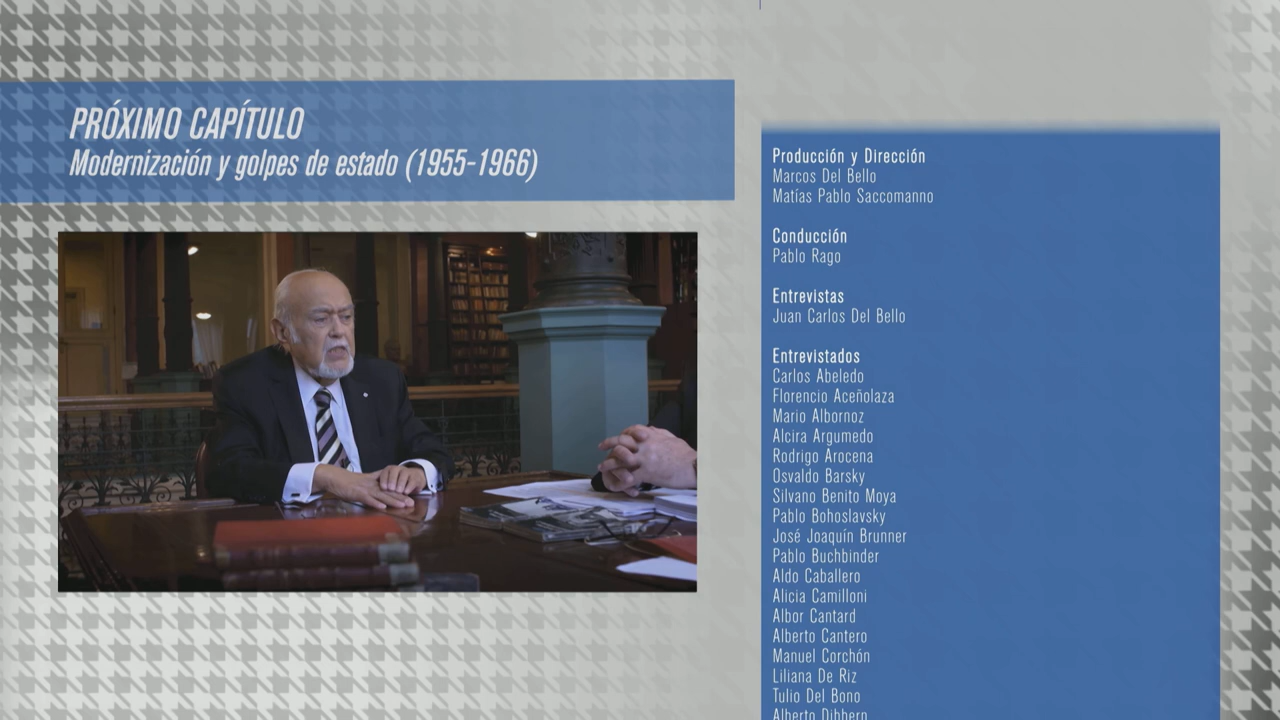 PRÓXIMO CAPÍTULO
Modernización y golpes de estado (1955-1966)
Producción y Dirección
Marcos Del Bello
Matías Pablo Saccomanno
Conducción
Pablo Rago
Entrevistas
Juan Carlos Del Bello
Entrevistados
Carlos Abeledo
Florencio Aceñolaza
Mario Albornoz
Alcira Argumedo
Rodrigo Arocena
Osvaldo Barsky
Silvano Benito Moya
Pablo Bohoslavsky
José Joaquín Brunner
Pablo Buchbinder
Aldo Caballero
Alicia Camilloni
Albor Cantard
Alberto Cantero
Manuel Corchón
Liliana De Riz
Tulio Del Bono
Alberto Dibbern